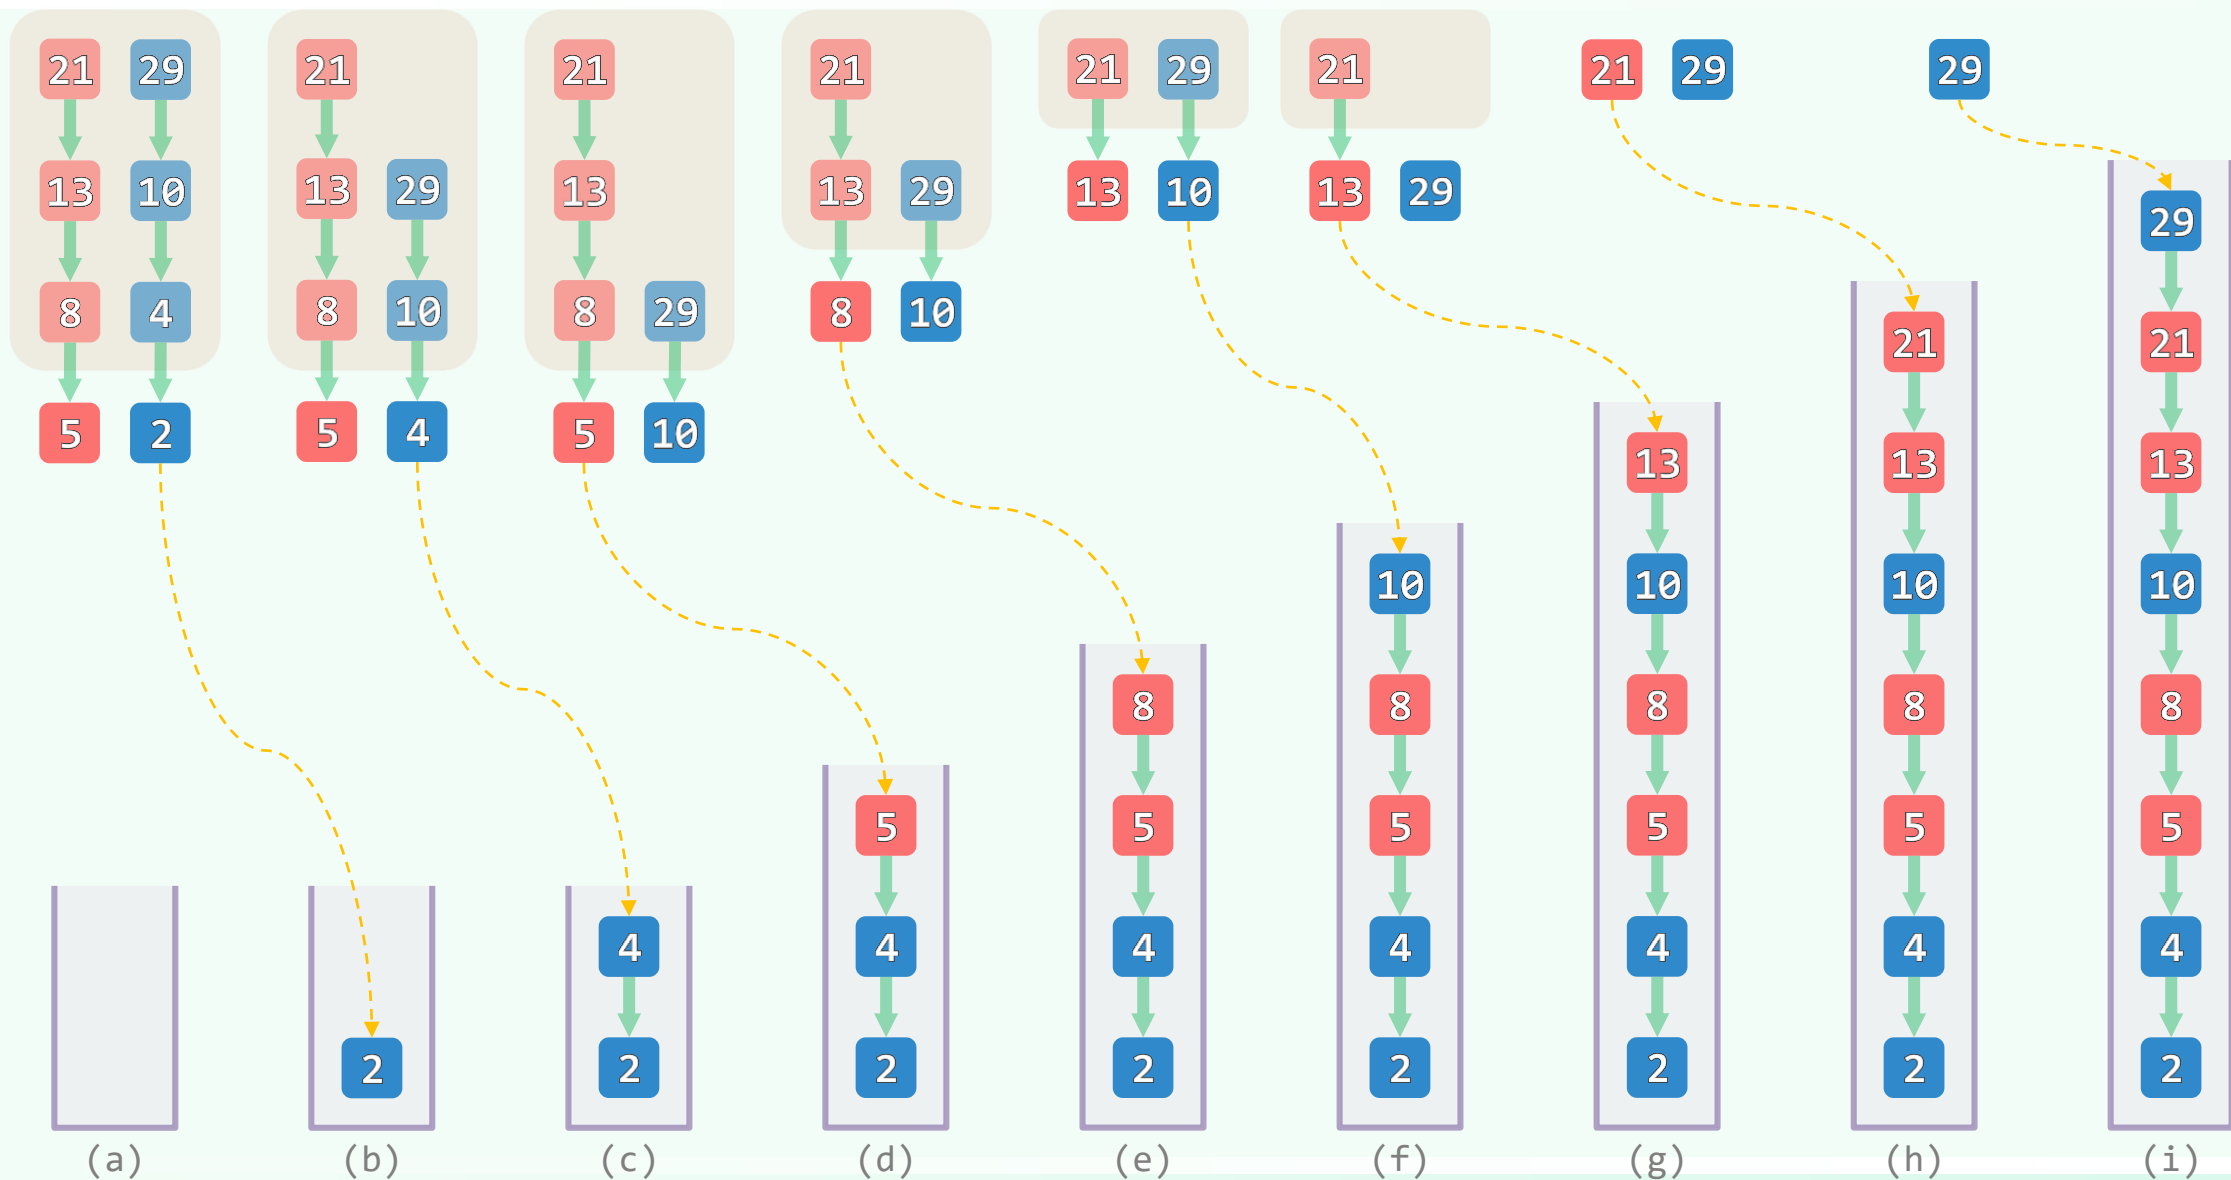 21 29 21 21 21 21 29 21 21 29 29
13 10 13 29 13 13 29 13 10 13 29 29
8 4 8 10 8 29 8 10 21 21
5 2 5 4 5 10 13 13 13
10 10 10 10
8 8 8 8 8
5 5 5 5 5 5
4 4 4 4 4 4 4
2 2 2 2 2 2 2 2
(a) (b) (c) (d) (e) (f) (g) (h) (i)